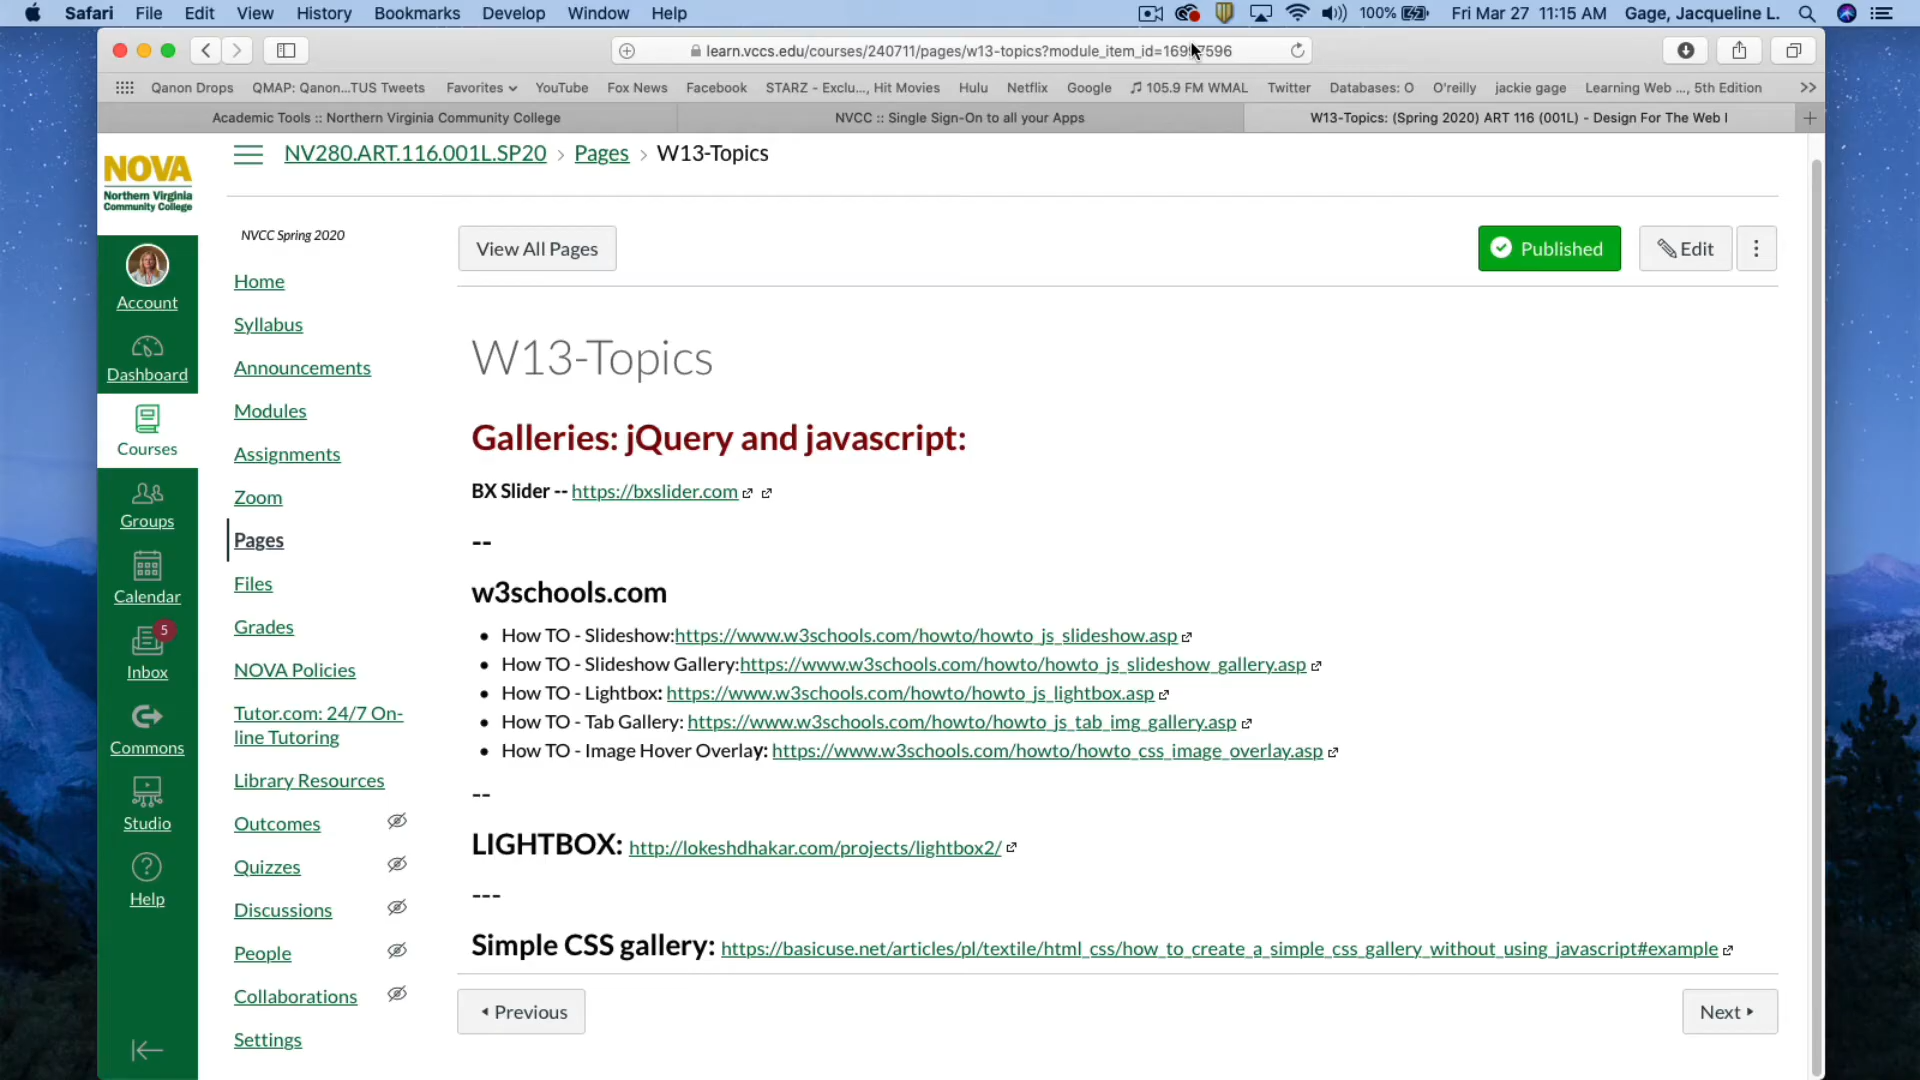 Safari File Edit View History Bookmarks Develop Window Help 100% Fri Mar 27 11:15 AM Gage, Jacqueline L.
learn.vccs.edu/courses/240711/pages/w13-topics?module_item_id=
Qanon Drops QMAP: Qanon...TUS Tweets Favorites YouTube Fox News Facebook STARZ - Exclu..., Hit Movies Hulu Netflix Google 105.9 FM WMAL Twitter Databases: O O'reilly jackie gage Learning Web ..., 5th Edition >>
Academic Tools :: Northern Virginia Community College NVCC :: Single Sign-On to all your Apps W13-Topics: (Spring 2020) ART 116 (001L) - Design For The Web I
NOVA
Northern Virginia
Community College
Account
Dashboard
Courses
Groups
Calendar
5
Inbox
Commons
Studio
Help
NV280.ART.116.001L.SP20 › Pages › W13-Topics
NVCC Spring 2020
Home
Syllabus
Announcements
Modules
Assignments
Zoom
Pages
Files
Grades
NOVA Policies
Tutor.com: 24/7 On-
line Tutoring
Library Resources
Outcomes
Quizzes
Discussions
People
Collaborations
Settings
View All Pages Published Edit
W13-Topics
Galleries: jQuery and javascript:
BX Slider -- https://bxslider.com
--
w3schools.com
• How TO - Slideshow:https://www.w3schools.com/howto/howto_js_slideshow.asp
• How TO - Slideshow Gallery:https://www.w3schools.com/howto/howto_js_slideshow_gallery.asp
• How TO - Lightbox: https://www.w3schools.com/howto/howto_js_lightbox.asp
• How TO - Tab Gallery: https://www.w3schools.com/howto/howto_js_tab_img_gallery.asp
• How TO - Image Hover Overlay: https://www.w3schools.com/howto/howto_css_image_overlay.asp
--
LIGHTBOX: http://lokeshdhakar.com/projects/lightbox2/
---
Simple CSS gallery: https://basicuse.net/articles/pl/textile/html_css/how_to_create_a_simple_css_gallery_without_using_javascript#example
Previous Next